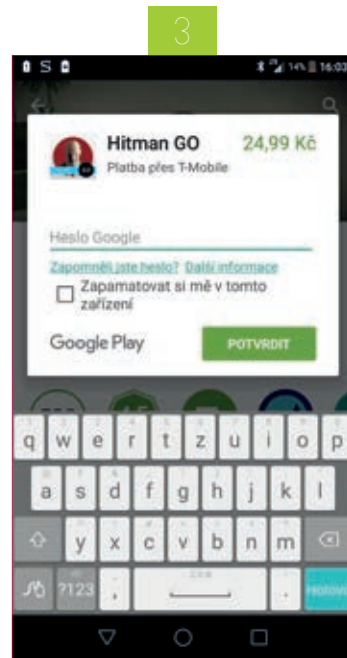 3
S 14% 16:03
Hitman GO 24,99 Kč
Platba přes T-Mobile
Heslo Google
Zapomněli jste heslo? Další informace
Zapamatovat si mě v tomto
zařízení
Google Play POTVRDIT
q w e r t z u i o p
a s d f g h j k l
y x c v b n m
?123 , . Hotovo